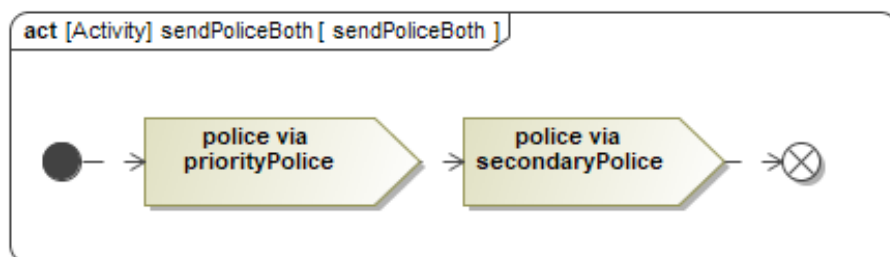 act [Activity] sendPoliceBoth [ sendPoliceBoth ]
police via
priorityPolice
police via
secondaryPolice